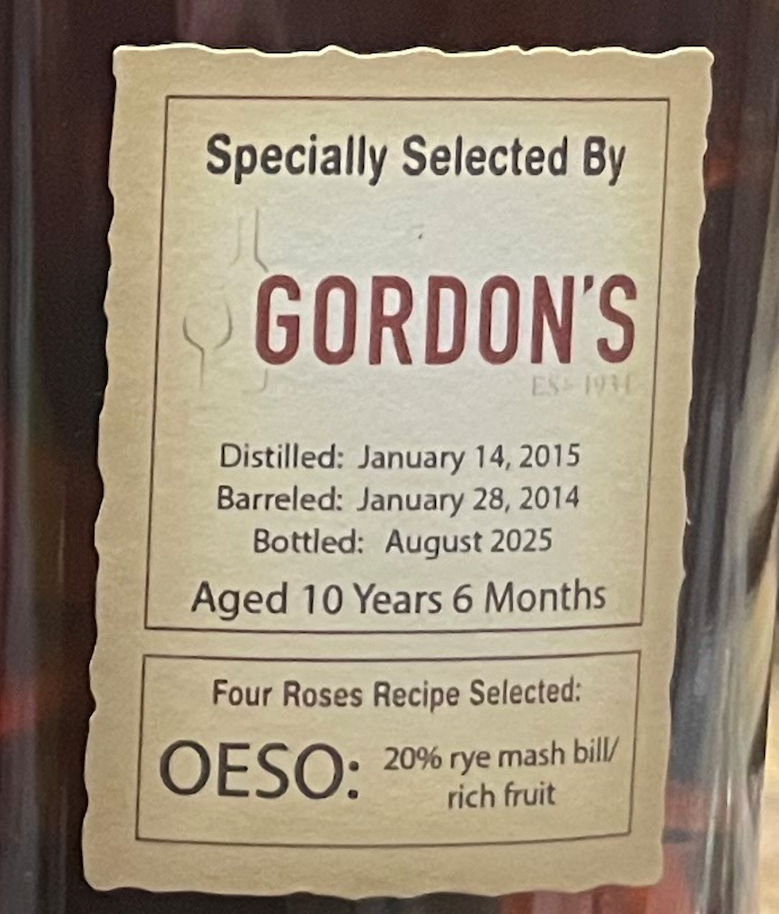 Specially Selected By
GORDON'S
EST 1934
Distilled: January 14, 2015
Barreled: January 28, 2014
Bottled: August 2025
Aged 10 Years 6 Months
Four Roses Recipe Selected:
OESO: 20% rye mash bill/
rich fruit